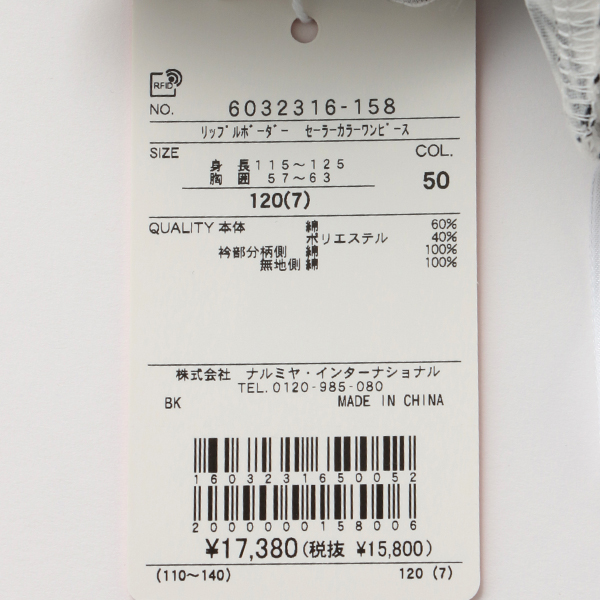 RFID
NO. 6032316-158
リップルボーダー セーラーカラーワンピース
SIZE COL.
身長 115～125
胸囲 57～63 50
120(7)
QUALITY 本体 綿 60%
ポリエステル 40%
衿部分柄側 綿 100%
無地側 綿 100%
株式会社 ナルミヤ・インターナショナル
TEL. 0120-985-080
BK MADE IN CHINA
1603231650052
2000000158006
¥17,380(税抜 ¥15,800)
(110～140) 120 (7)